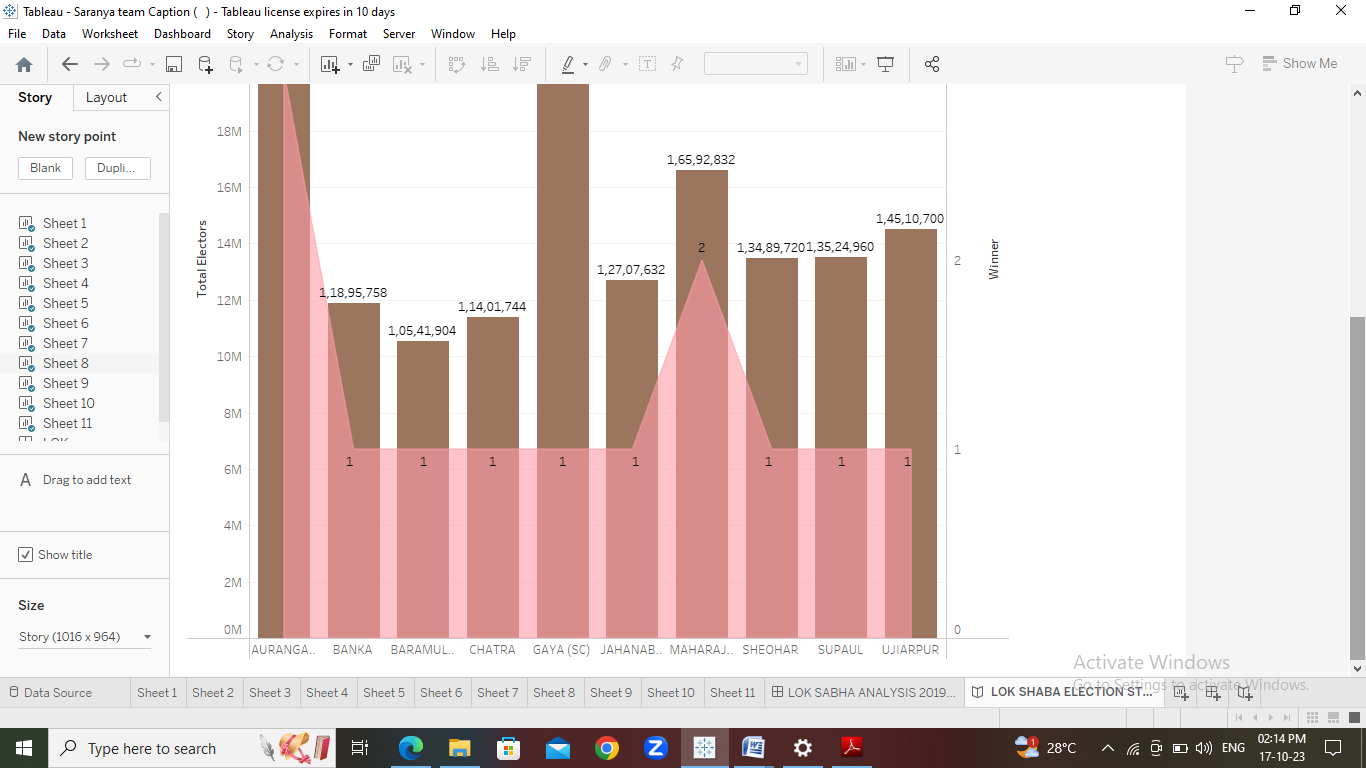 Tableau - Saranya team Caption (  ) - Tableau license expires in 10 days
File Data Worksheet Dashboard Story Analysis Format Server Window Help
Show Me
Story Layout
New story point
Blank Dupli...
Sheet 1
Sheet 2
Sheet 3
Sheet 4
Sheet 5
Sheet 6
Sheet 7
Sheet 8
Sheet 9
Sheet 10
Sheet 11
A Drag to add text
Show title
Size
Story (1016 x 964)
Total Electors
18M
16M
14M
12M
10M
8M
6M
4M
2M
0M
1,65,92,832
1,45,10,700
2 1,34,89,720 1,35,24,960
1,27,07,632
1,18,95,758
1,14,01,744
1,05,41,904
1 1 1 1 1 1 1 1
Winner
2
1
0
AURANGA.. BANKA BARAMUL.. CHATRA GAYA (SC) JAHANAB.. MAHARAJ.. SHEOHAR SUPAUL UJIARPUR
Activate Windows
Go to Settings to activate Windows.
Data Source Sheet 1 Sheet 2 Sheet 3 Sheet 4 Sheet 5 Sheet 6 Sheet 7 Sheet 8 Sheet 9 Sheet 10 Sheet 11 LOK SABHA ANALYSIS 2019... LOK SHABA ELECTION ST...
Type here to search
1
28°C
ENG
02:14 PM
17-10-23